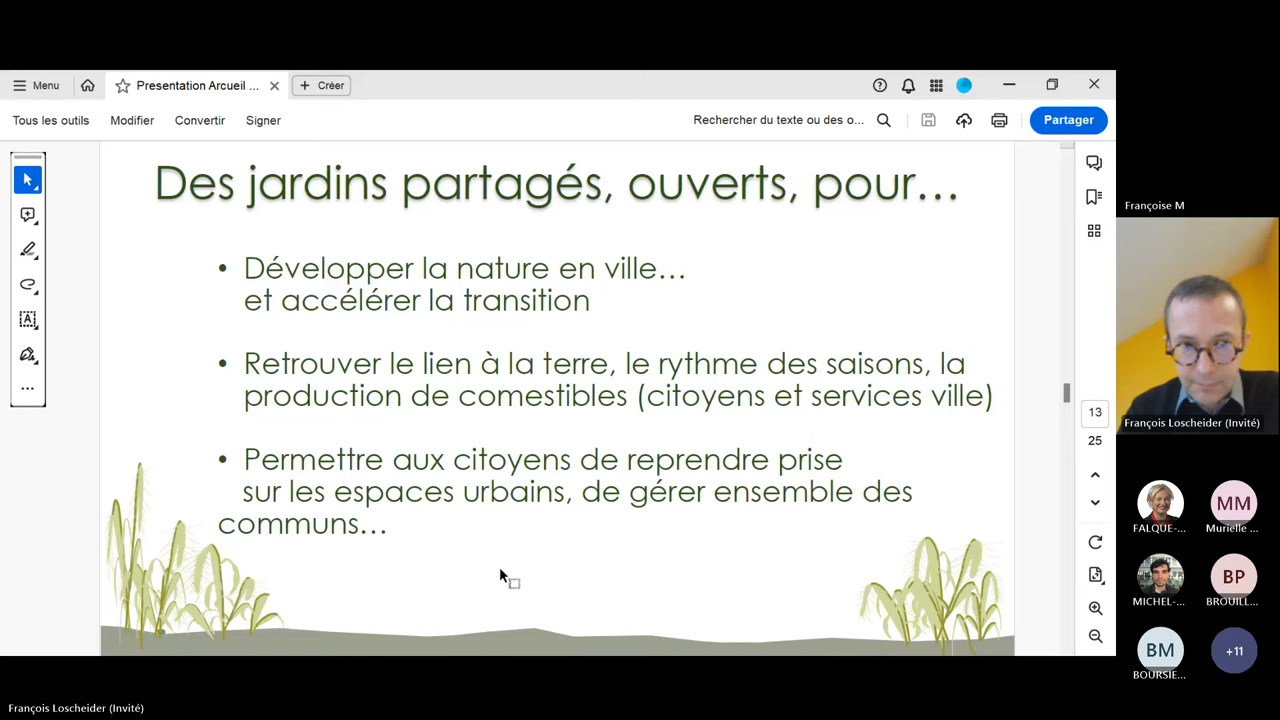 Menu
Presentation Arcueil ...
Créer
Tous les outils
Modifier
Convertir
Signer
Rechercher du texte ou des o...
Partager
Des jardins partagés, ouverts, pour...
• Développer la nature en ville...
et accélérer la transition
• Retrouver le lien à la terre, le rythme des saisons, la
production de comestibles (citoyens et services ville)
• Permettre aux citoyens de reprendre prise
sur les espaces urbains, de gérer ensemble des
communs...
13
25
Françoise M
François Loscheider (Invité)
FALQUE-...
MM
Murielle ...
MICHEL-...
BP
BROUILL...
BM
BOURSIE...
+11
François Loscheider (Invité)